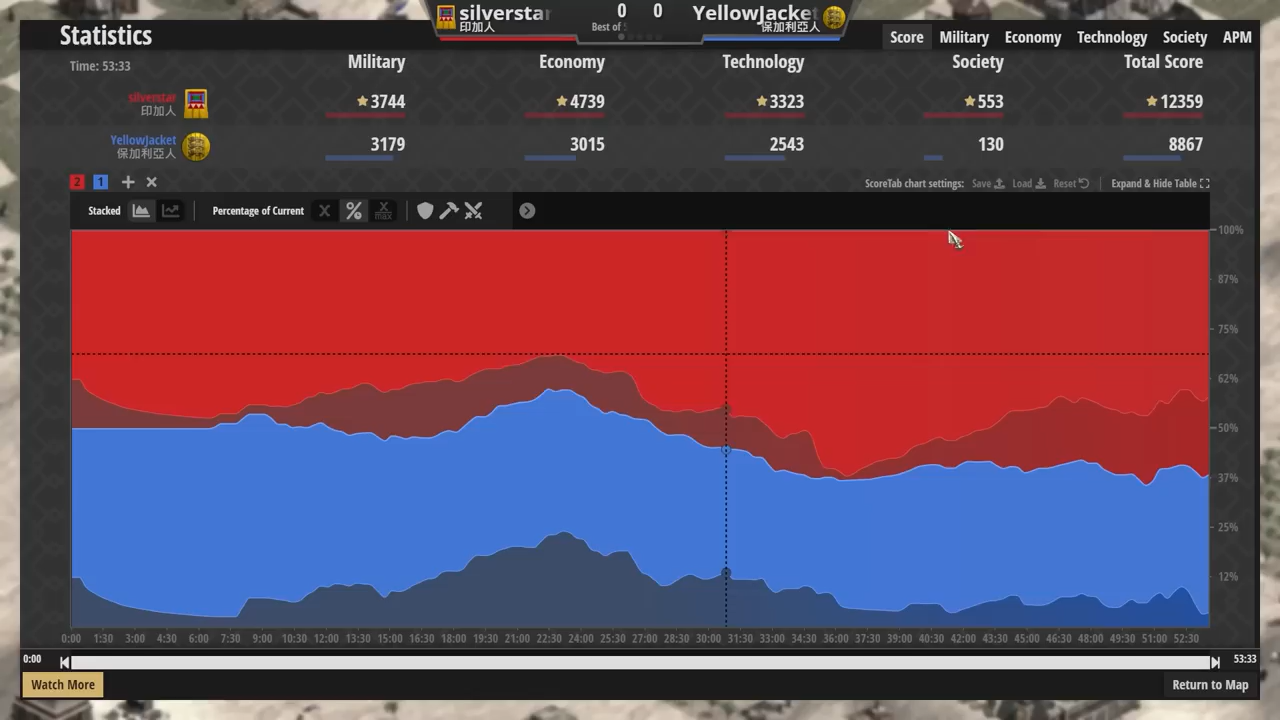 silverstar 0 0 YellowJacket
印加人 Best of 保加利亞人
Statistics
Score Military Economy Technology Society APM
Time: 53:33
Military Economy Technology Society Total Score
silverstar
印加人
3744 4739 3323 553 12359
YellowJacket
保加利亞人
3179 3015 2543 130 8867
2 1
ScoreTab chart settings: Save Load Reset Expand & Hide Table
Stacked Percentage of Current X % X max
100%
87%
75%
62%
50%
37%
25%
12%
0:00 1:30 3:00 4:30 6:00 7:30 9:00 10:30 12:00 13:30 15:00 16:30 18:00 19:30 21:00 22:30 24:00 25:30 27:00 28:30 30:00 31:30 33:00 34:30 36:00 37:30 39:00 40:30 42:00 43:30 45:00 46:30 48:00 49:30 51:00 52:30
0:00 53:33
Watch More Return to Map